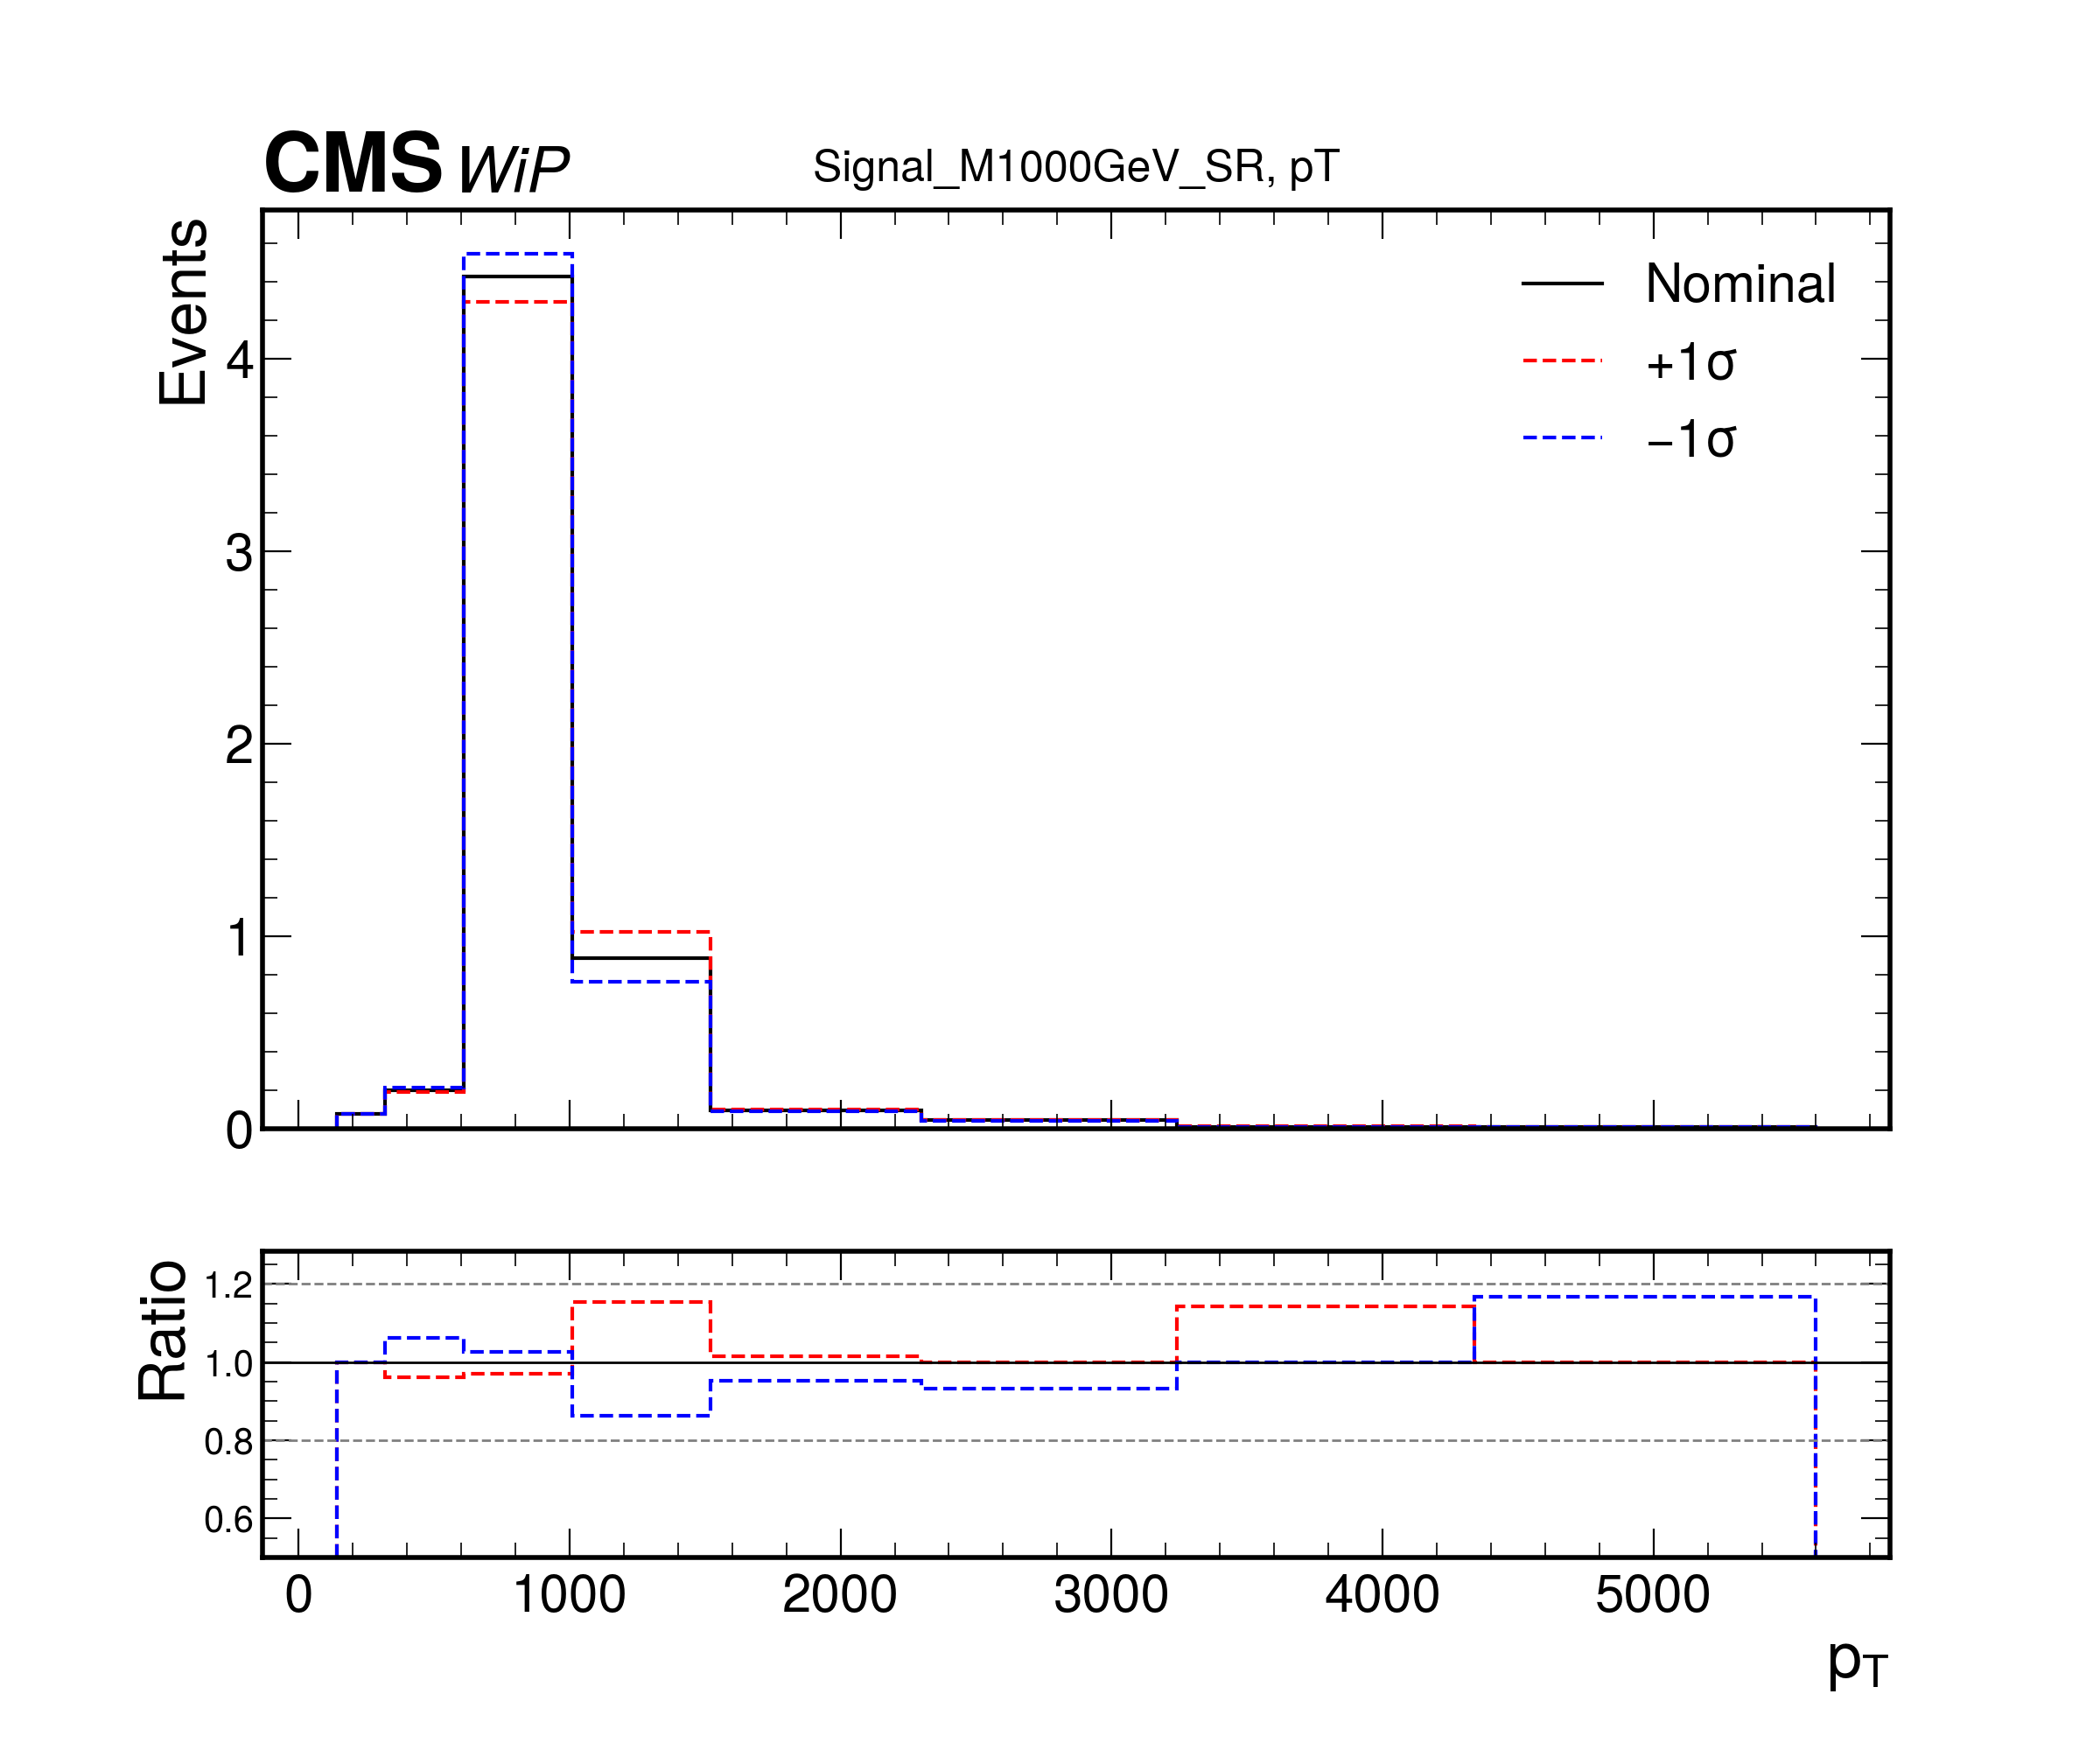 CMS WiP
Signal_M1000GeV_SR, pT
Events
4
3
2
1
0
Nominal
+1σ
−1σ
Ratio
1.2
1.0
0.8
0.6
0 1000 2000 3000 4000 5000
pT